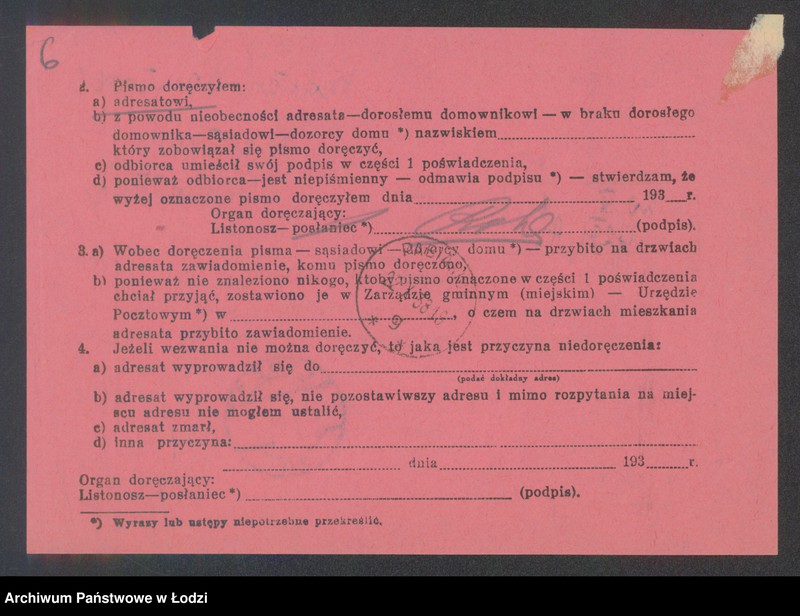 6
2. Pismo doręczyłem:
a) adresatowi,
b) z powodu nieobecności adresata—dorosłemu domownikowi — w braku dorosłego
domownika—sąsiadowi—dozorcy domu *) nazwiskiem
który zobowiązał się pismo doręczyć,
c) odbiorca umieścił swój podpis w części 1 poświadczenia,
d) ponieważ odbiorca—jest niepiśmienny — odmawia podpisu *) — stwierdzam, że
wyżej oznaczone pismo doręczyłem dnia 193 r.
Organ doręczający:
Listonosz— posłaniec *) (podpis).
3. a) Wobec doręczenia pisma — sąsiadowi —dozorcy domu *) — przybito na drzwiach
adresata zawiadomienie, komu pismo doręczono,
b) ponieważ nie znaleziono nikogo, ktoby pismo oznaczone w części 1 poświadczenia
chciał przyjąć, zostawiono je w Zarządzie gminnym (miejskim) — Urzędzie
Pocztowym *) w , o czem na drzwiach mieszkania
adresata przybito zawiadomienie.
4. Jeżeli wezwania nie można doręczyć, to jaka jest przyczyna niedoręczenia:
a) adresat wyprowadził się do
(podać dokładny adres)
b) adresat wyprowadził się, nie pozostawiwszy adresu i mimo rozpytania na miej-
scu adresu nie mogłem ustalić,
c) adresat zmarł,
d) inna przyczyna:
dnia 193 r.
Organ doręczający:
Listonosz—posłaniec *) (podpis).
*) Wyrazy lub ustępy niepotrzebne przekreślić.
Archiwum Państwowe w Łodzi